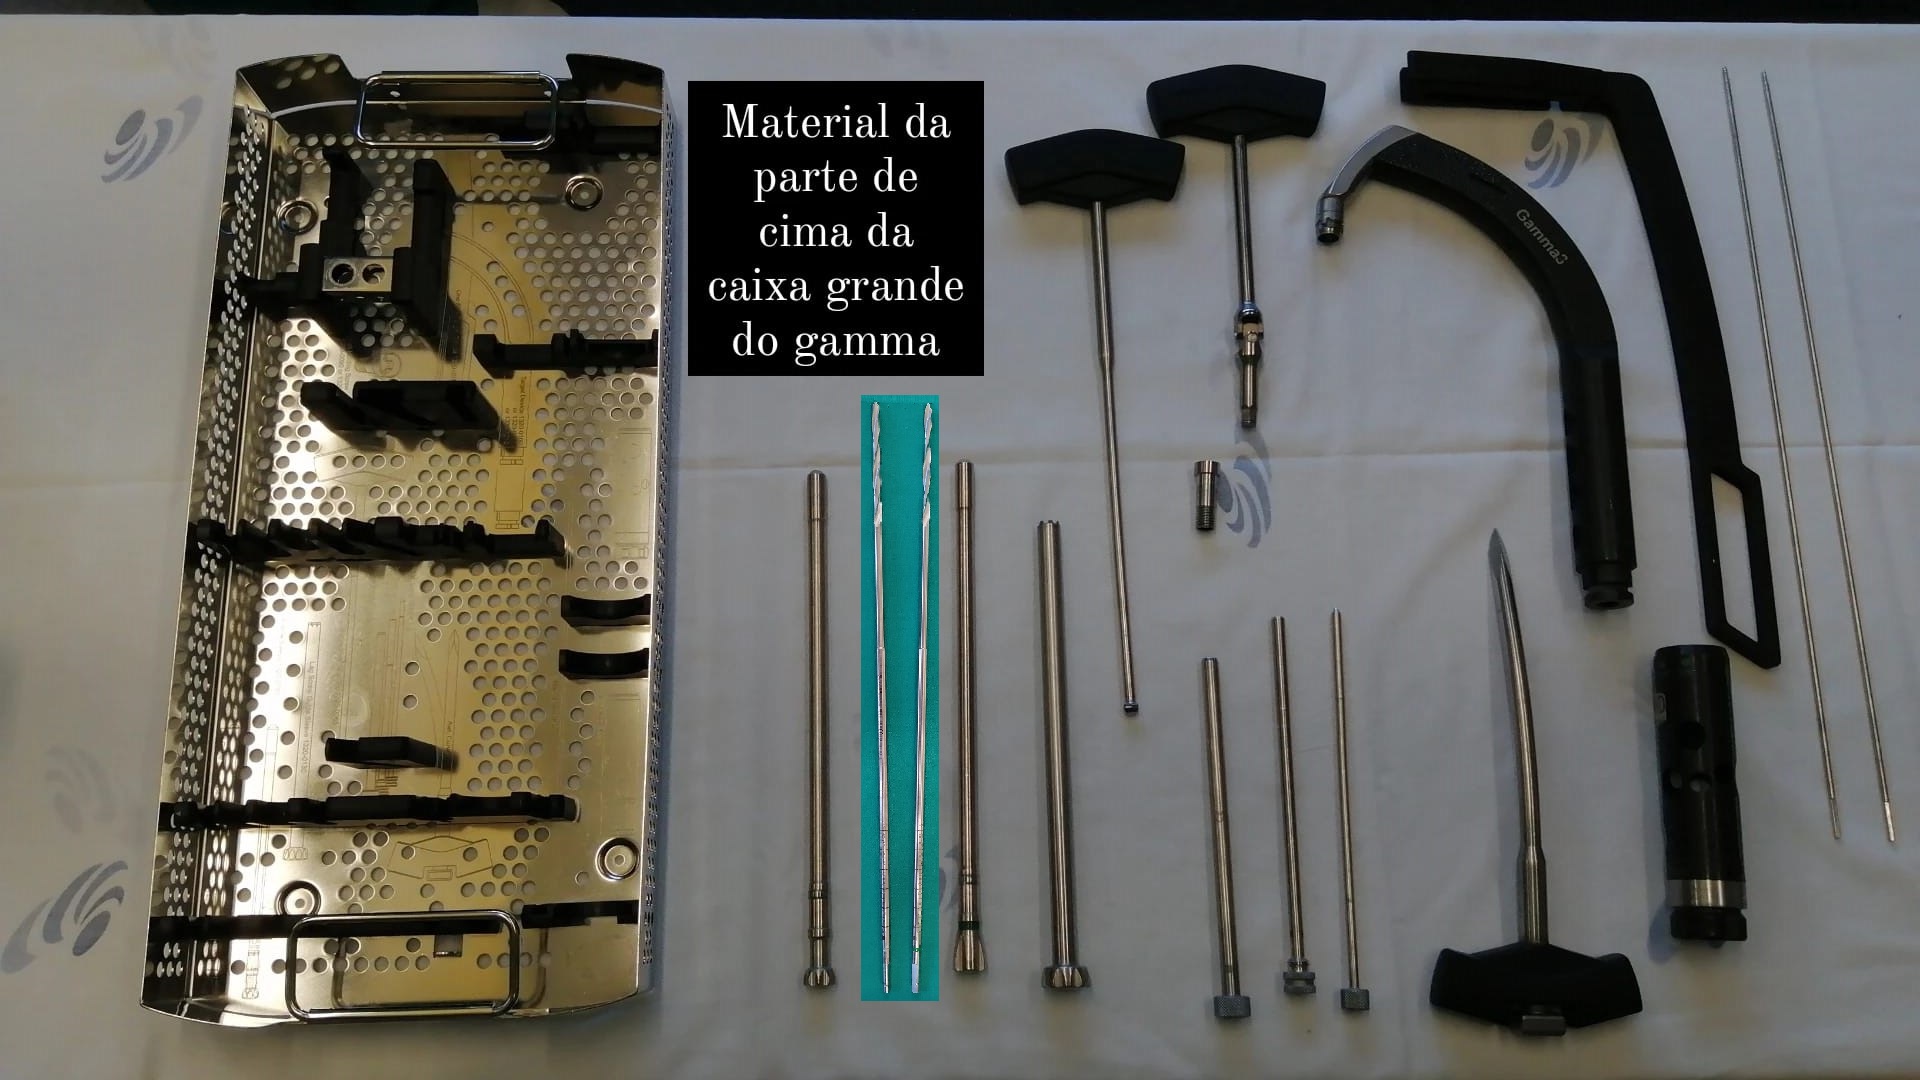 Material da
parte de
cima da
caixa grande
do gamma
Gamma3